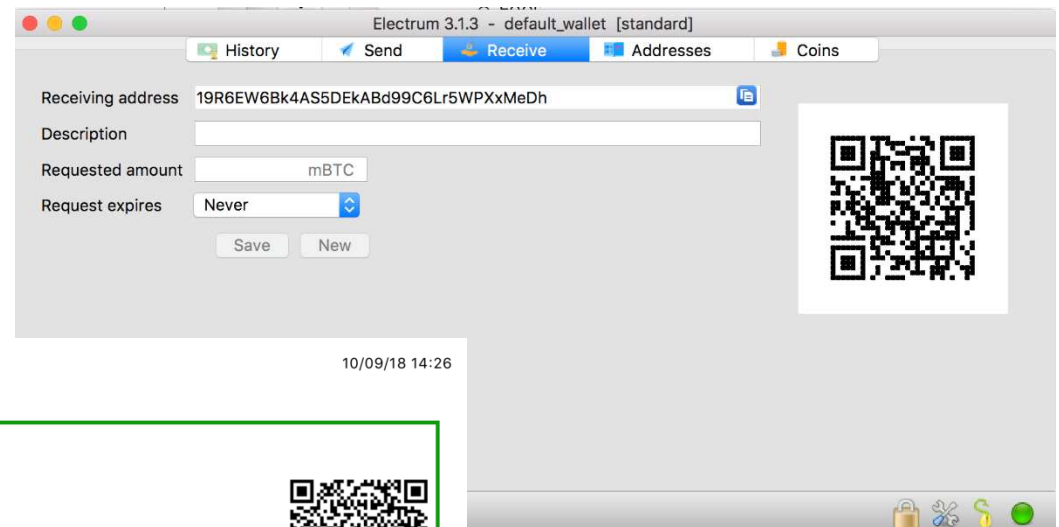 Electrum 3.1.3 - default_wallet [standard]
History Send Receive Addresses Coins
Receiving address 19R6EW6Bk4AS5DEkABd99C6Lr5WPXxMeDh
Description
Requested amount mBTC
Request expires Never
Save New
10/09/18 14:26